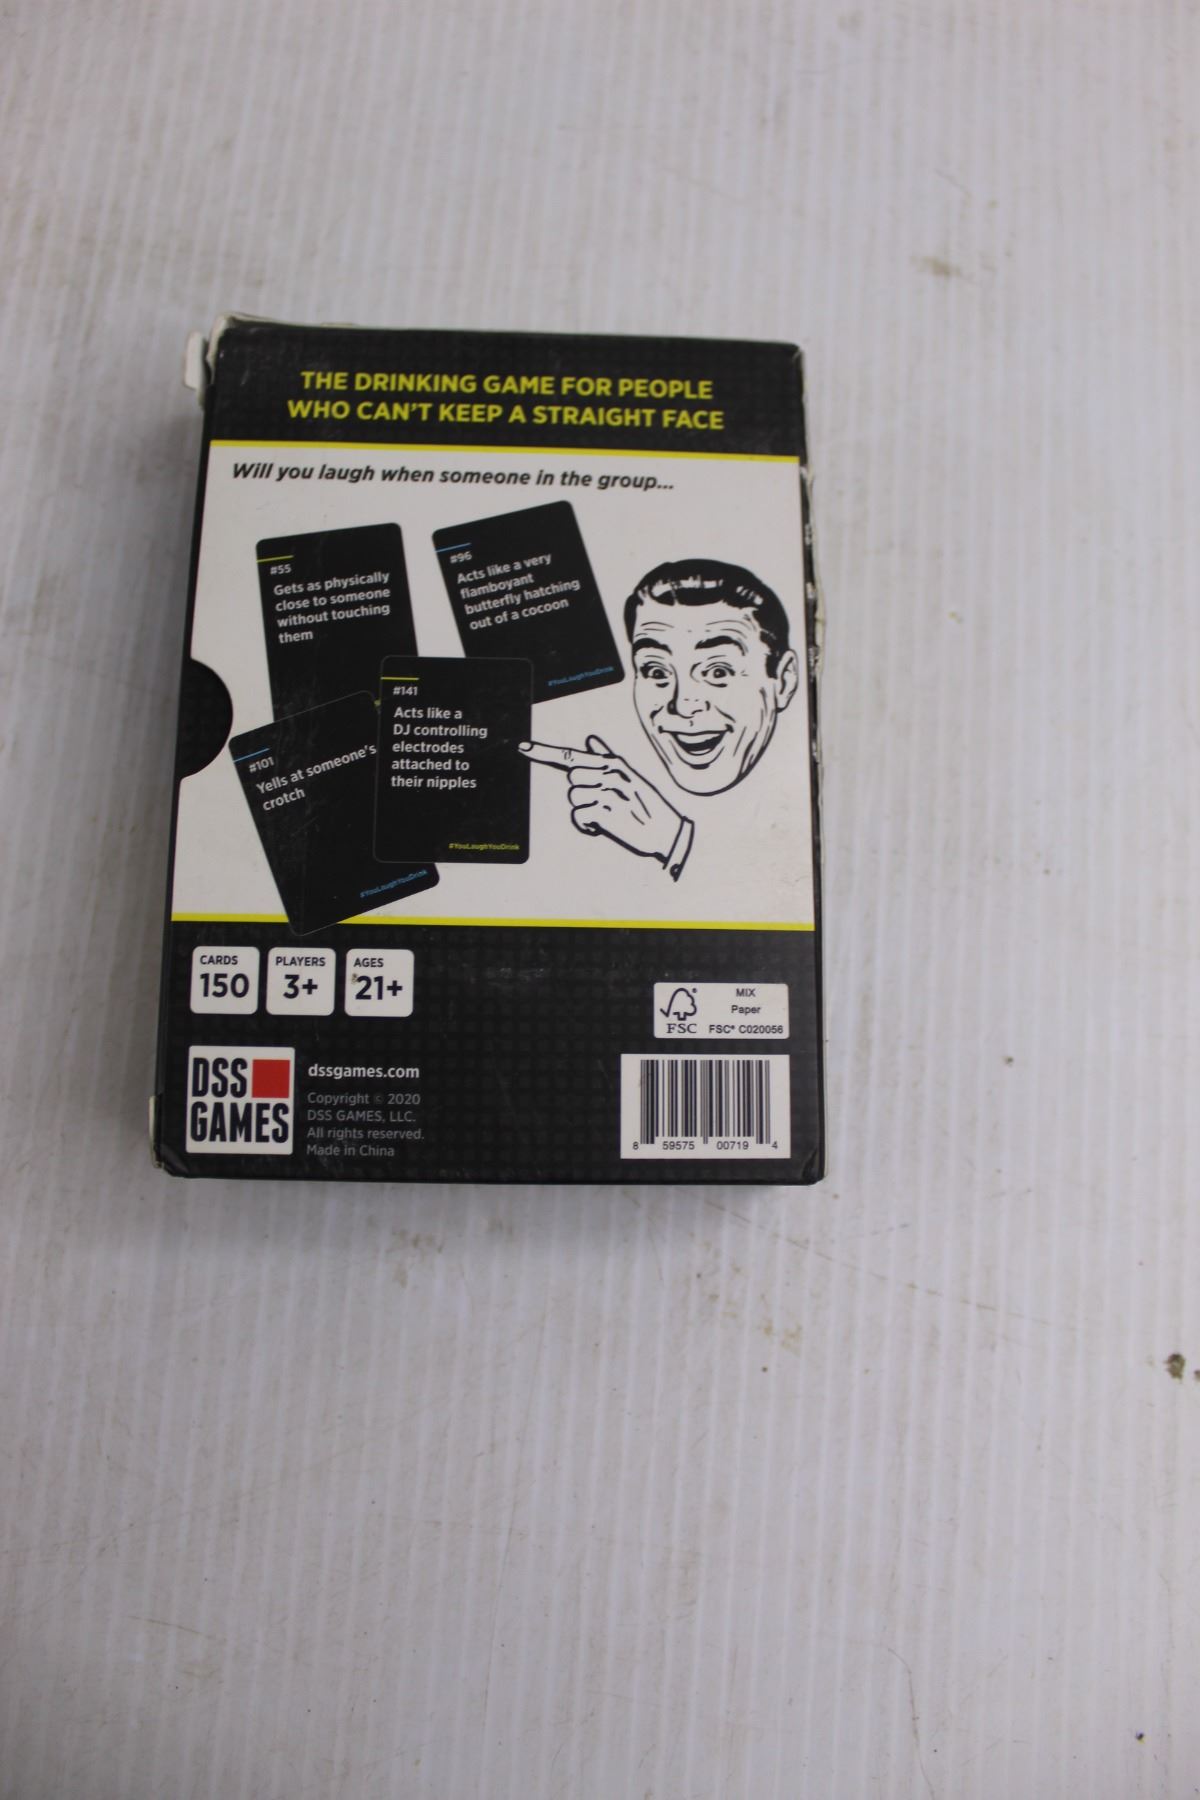 THE DRINKING GAME FOR PEOPLE
WHO CAN'T KEEP A STRAIGHT FACE
Will you laugh when someone in the group...
#55
Gets as physically
close to someone
without touching
them
#96
Acts like a very
flamboyant
butterfly hatching
out of a cocoon
#YouLaughYouDrink
#101
Yells at someone's
crotch
#YouLaughYouDrink
#141
Acts like a
DJ controlling
electrodes
attached to
their nipples
#YouLaughYouDrink
CARDS
150
PLAYERS
3+
AGES
21+
FSC
MIX
Paper
FSC® C020056
DSS
GAMES
dssgames.com
Copyright © 2020
DSS GAMES, LLC.
All rights reserved.
Made in China
8 59575 00719 4